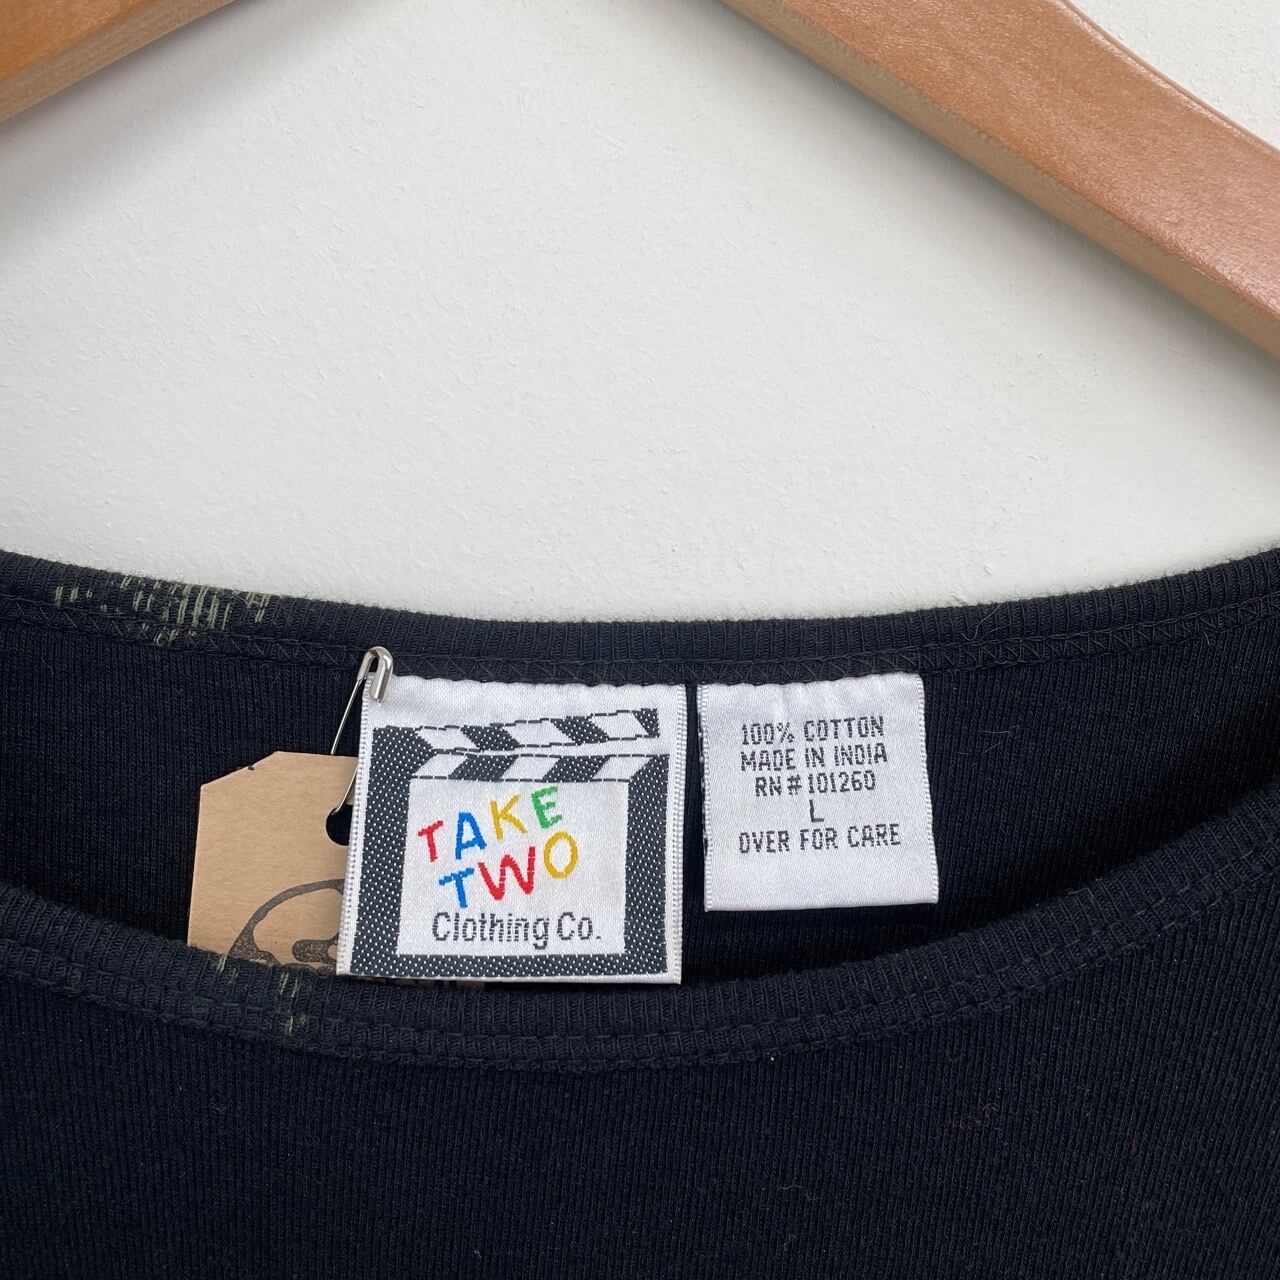 TAKE
TWO
Clothing Co.
100% COTTON
MADE IN INDIA
RN # 101260
L
OVER FOR CARE